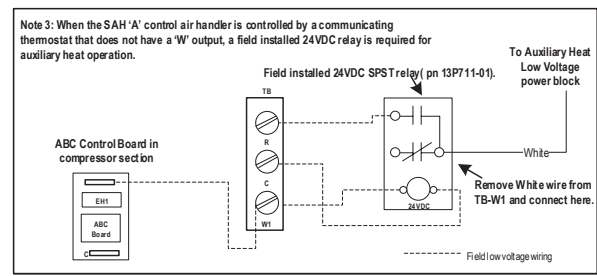 Note 3: When the SAH ‘A’ control air handler is controlled by a communicating
thermostat that does not have a ‘W’ output, a field installed 24VDC relay is required for
auxiliary heat operation.
To Auxiliary Heat
Low Voltage
power block
Field installed 24VDC SPST relay( pn 13P711-01).
TB
R
C
W1
ABC Control Board in
compressor section
EH1
ABC
Board
C
White
24VDC
Remove White wire from
TB-W1 and connect here.
Field low voltage wiring